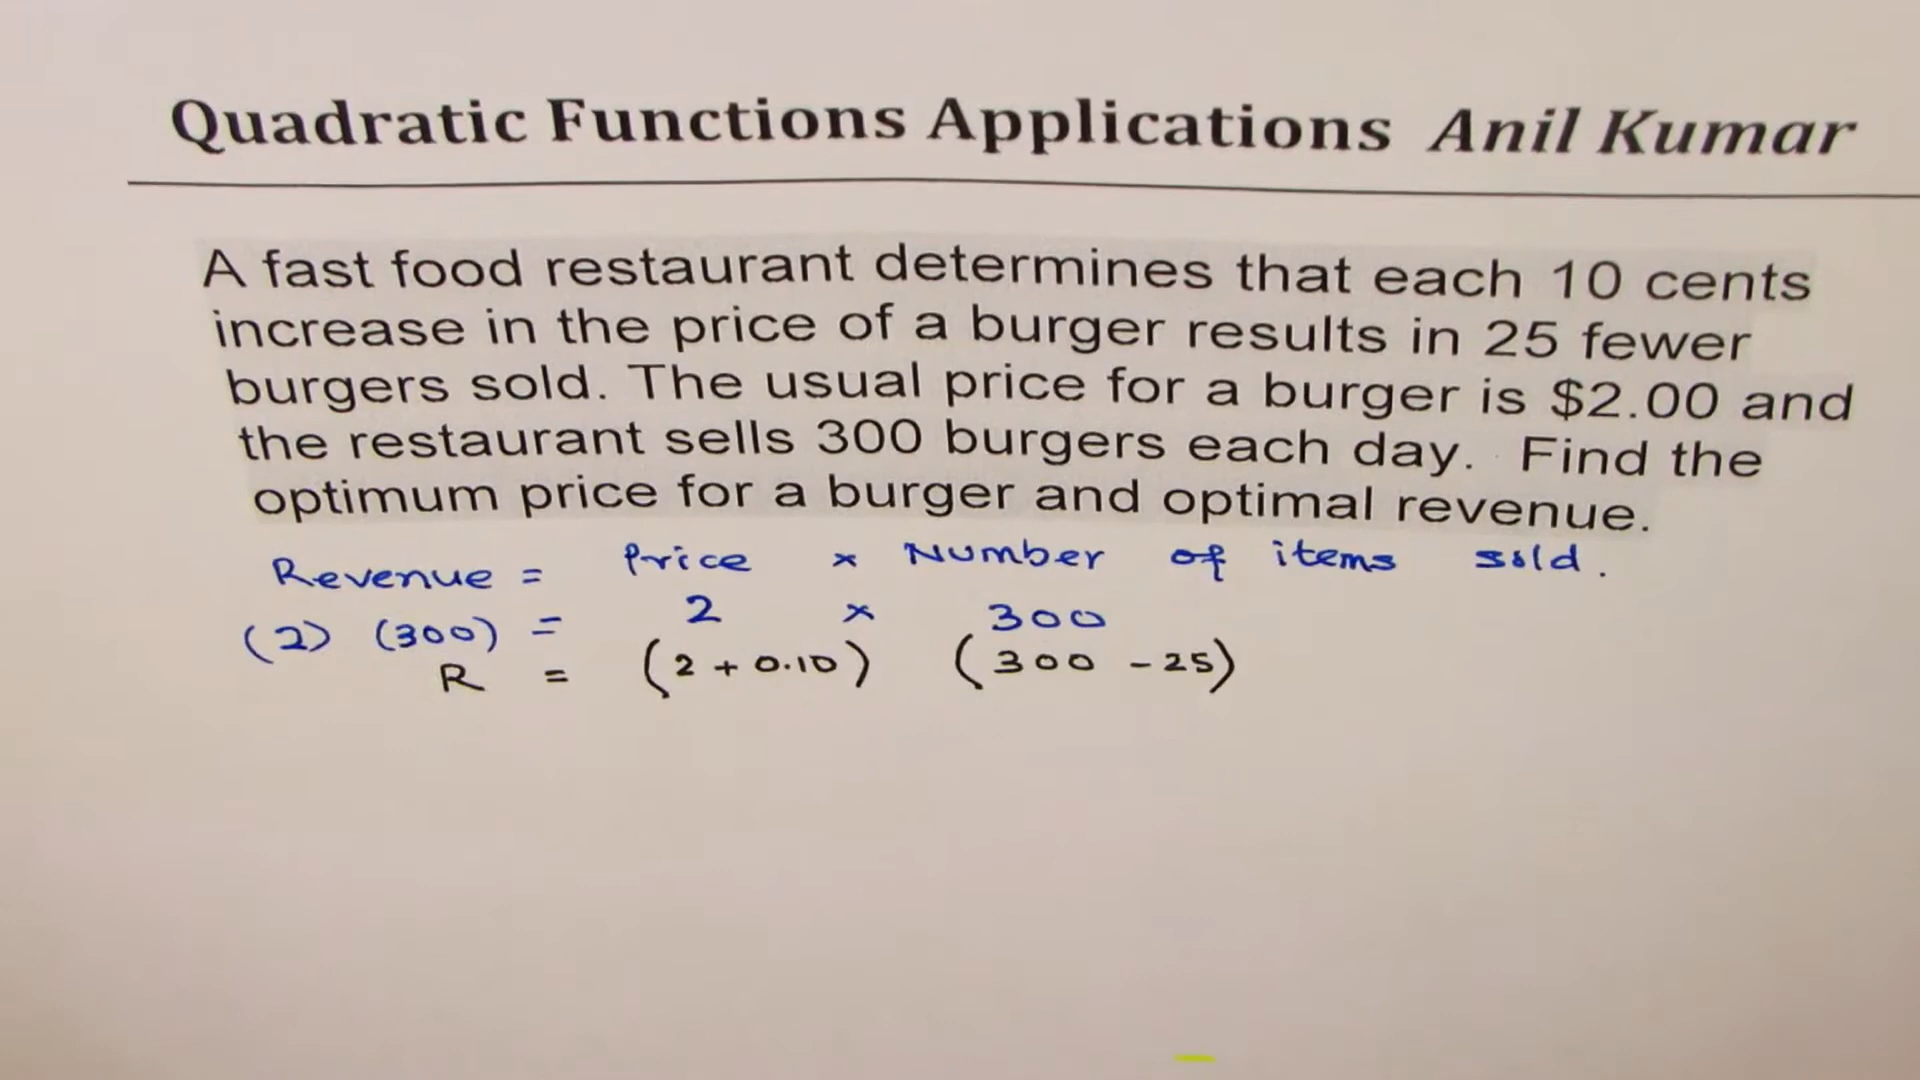 Quadratic Functions Applications Anil Kumar
A fast food restaurant determines that each 10 cents
increase in the price of a burger results in 25 fewer
burgers sold. The usual price for a burger is $2.00 and
the restaurant sells 300 burgers each day. Find the
optimum price for a burger and optimal revenue.
Revenue = Price × Number of items sold.
(2) (300) = 2 × 300
R = (2 + 0.10) (300 - 25)